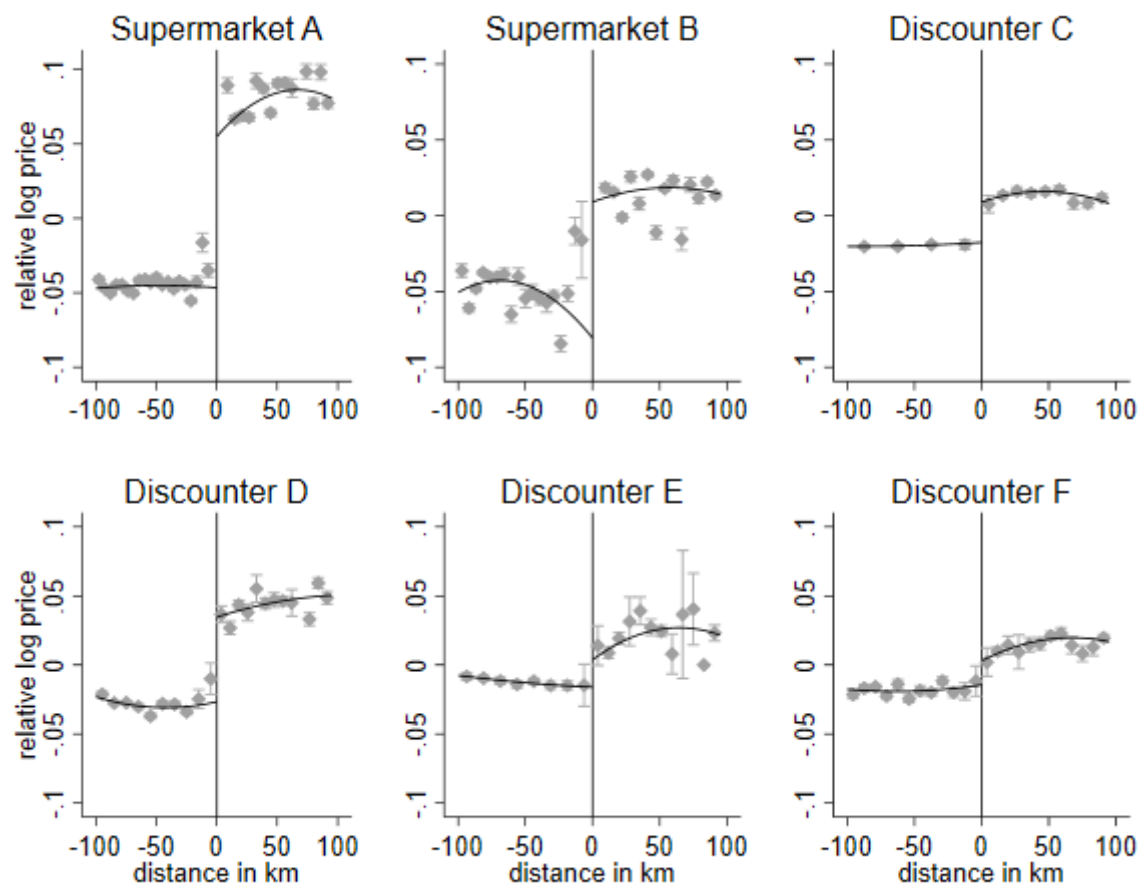 Supermarket A
Supermarket B
Discounter C
relative log price
.1
.05
0
-.05
-.1
.1
.05
0
-.05
-.1
.1
.05
0
-.05
-.1
-100 -50 0 50 100
-100 -50 0 50 100
-100 -50 0 50 100
Discounter D
Discounter E
Discounter F
relative log price
.1
.05
0
-.05
-.1
.1
.05
0
-.05
-.1
.1
.05
0
-.05
-.1
-100 -50 0 50 100
-100 -50 0 50 100
-100 -50 0 50 100
distance in km
distance in km
distance in km